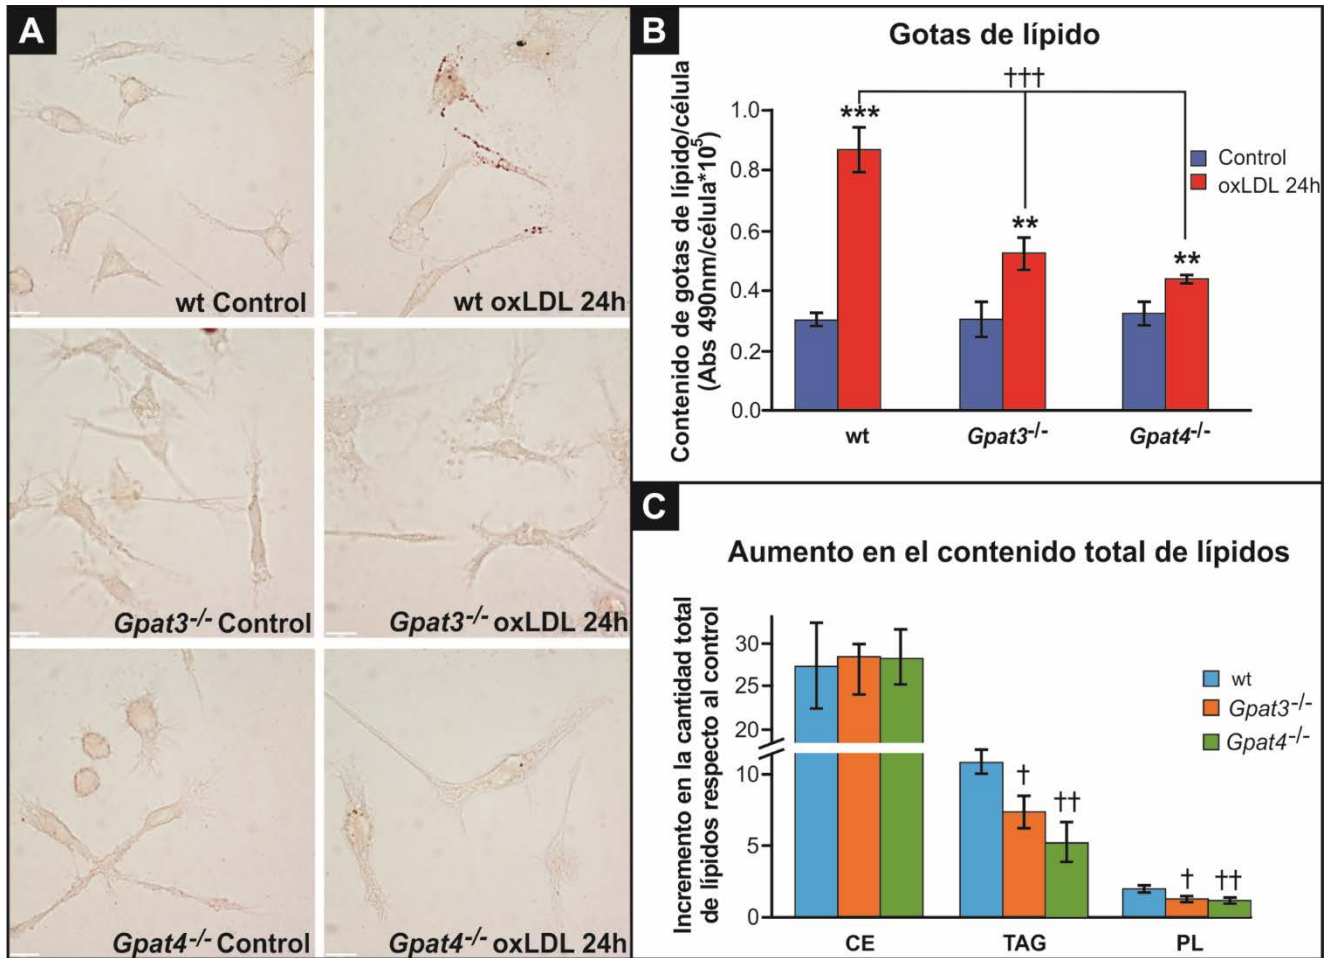 A
wt Control
wt oxLDL 24h
Gpat3-/- Control
Gpat3-/- oxLDL 24h
Gpat4-/- Control
Gpat4-/- oxLDL 24h
B
Gotas de lípido
Contenido de gotas de lípido/célula
(Abs 490nm/célula*10^5)
†††
1.0
0.8
0.6
0.4
0.2
0.0
***
**
**
Control
oxLDL 24h
wt
Gpat3-/-
Gpat4-/-
C
Aumento en el contenido total de lípidos
Incremento en la cantidad total
de lípidos respecto al control
30
25
20
10
5
0
†
††
†
††
wt
Gpat3-/-
Gpat4-/-
CE
TAG
PL